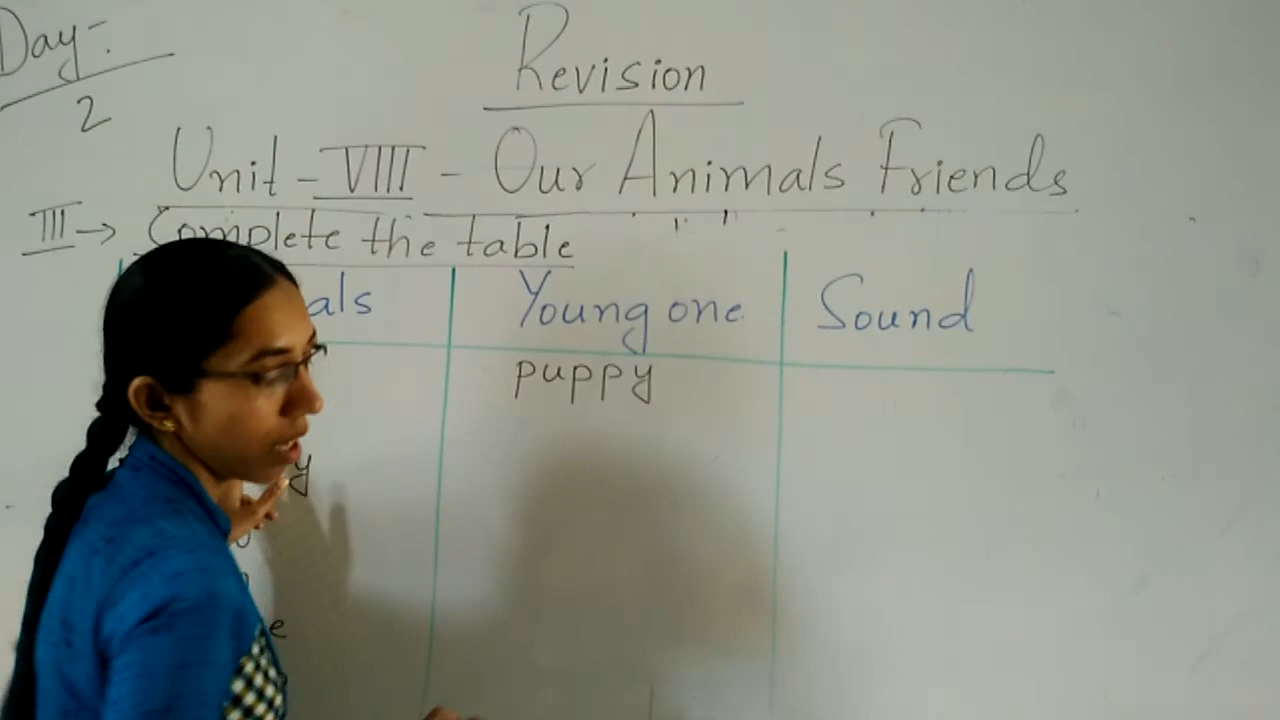 Day:-
2
Revision
Unit - VIII - Our Animals Friends
III → Complete the table
Young one Sound
puppy